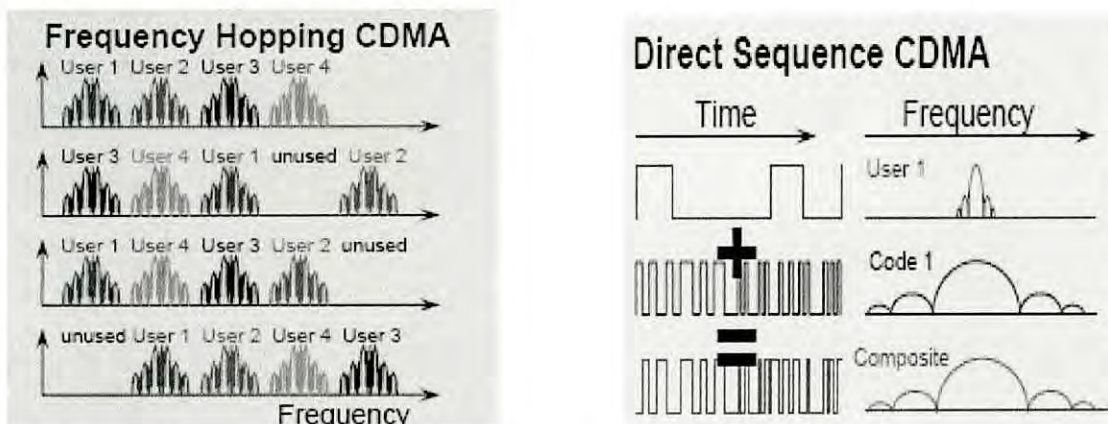 Frequency Hopping CDMA
User 1 User 2 User 3 User 4
User 3 User 4 User 1 unused User 2
User 1 User 4 User 3 User 2 unused
unused User 1 User 2 User 4 User 3
Frequency
Direct Sequence CDMA
Time Frequency
User 1
+
Code 1
=
Composite